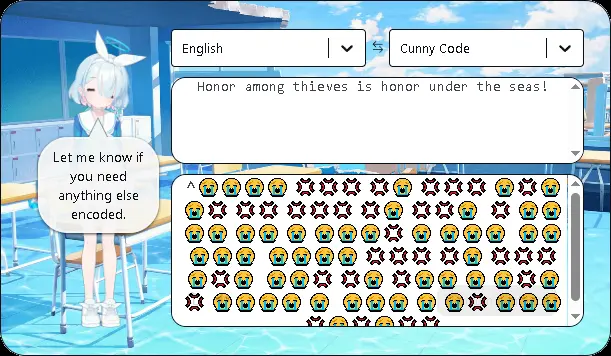 English
Cunny Code
Honor among thieves is honor under the seas!
Let me know if
you need
anything else
encoded.
^😭😭😭😭 💢💢💢 💢😭 💢💢💢 😭💢😭
😭💢 💢💢 💢💢💢 💢😭 💢💢😭 💢 😭😭
😭😭 😭😭 😭 😭😭😭💢 😭 😭😭😭 😭😭
😭😭😭 😭😭😭😭 💢💢💢 💢😭 💢💢💢
😭💢😭 😭😭💢 💢😭 💢😭😭 😭 😭💢😭
💢 😭😭😭😭 😭 😭😭😭 😭 😭💢 😭😭😭
💢😭💢😭💢💢